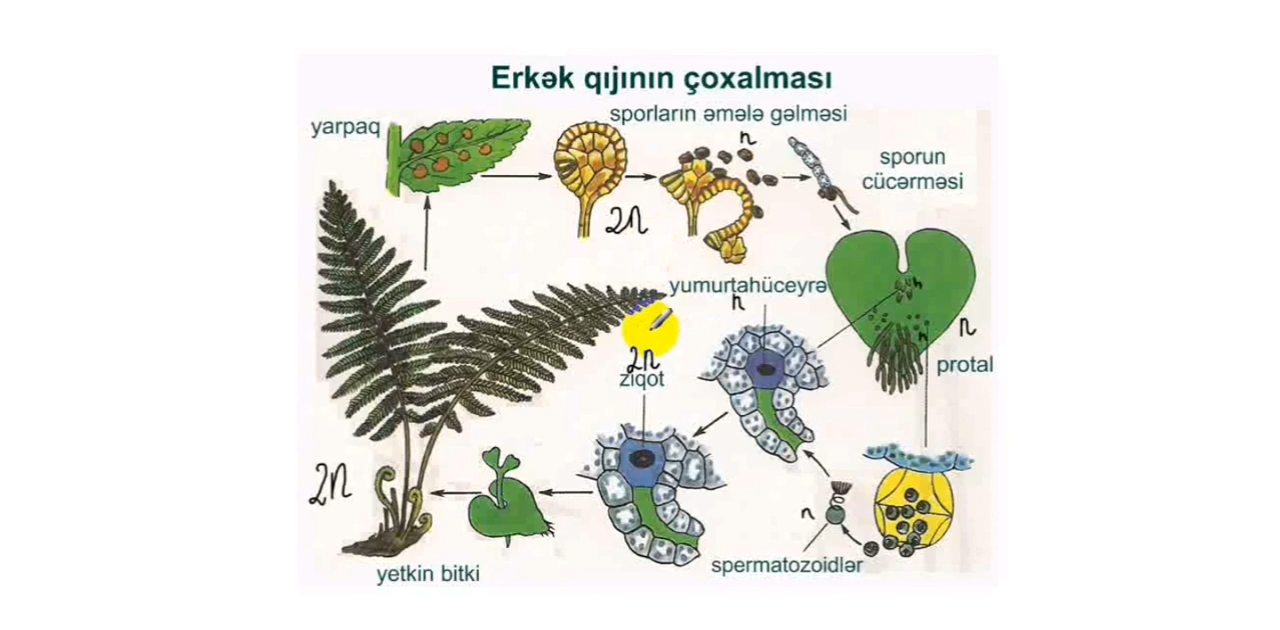 Erkək qıjının çoxalması
yarpaq
sporların əmələ gəlməsi
n
sporun
cücərməsi
2n
yumurtahüceyrə
n
n
n
n
protal
2n
ziqot
2n
n
spermatozoidlər
yetkin bitki